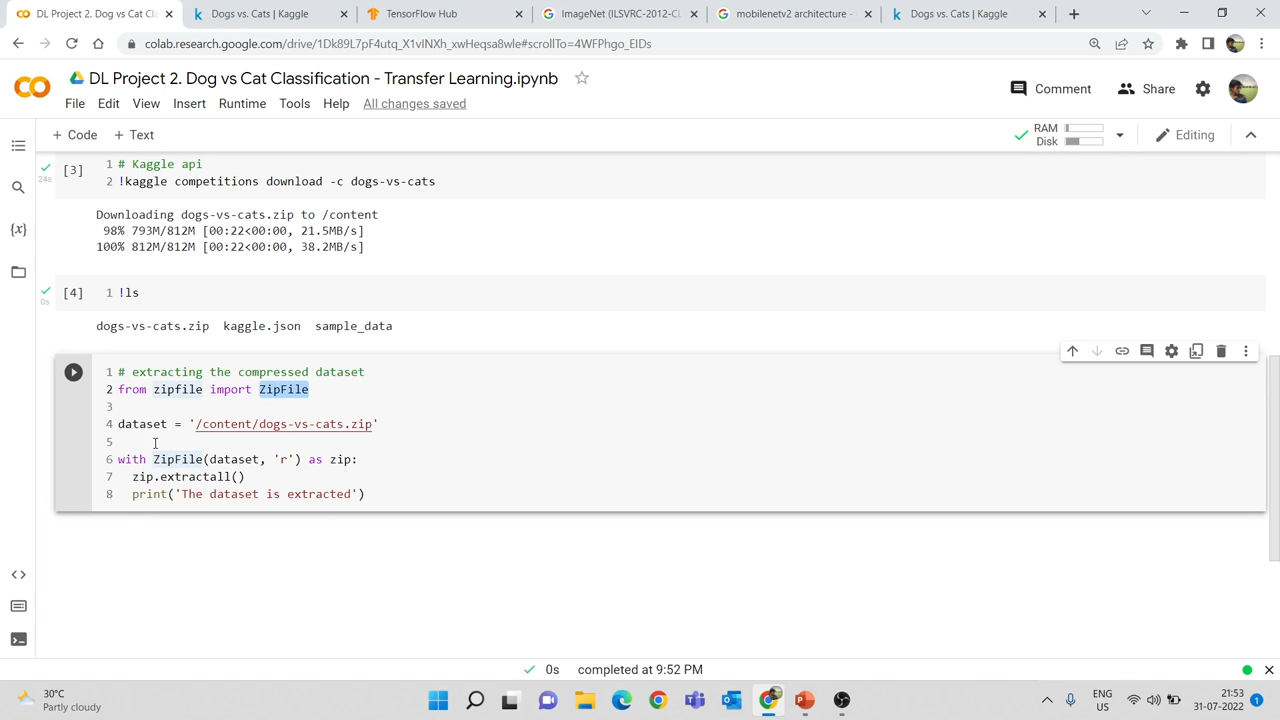 DL Project 2. Dog vs Cat Cla
Dogs vs. Cats | Kaggle
TensorFlow Hub
ImageNet (ILSVRC-2012-CL
mobilenetv2 architecture -
Dogs vs. Cats | Kaggle
colab.research.google.com/drive/1Dk89L7pF4utq_X1vINXh_xwHeqsa8wle#scrollTo=4WFPhgo_EIDs
DL Project 2. Dog vs Cat Classification - Transfer Learning.ipynb
Comment
Share
File Edit View Insert Runtime Tools Help All changes saved
+ Code + Text
RAM
Disk
Editing
[3]
24s
1 # Kaggle api
2 !kaggle competitions download -c dogs-vs-cats
Downloading dogs-vs-cats.zip to /content
98% 793M/812M [00:22<00:00, 21.5MB/s]
100% 812M/812M [00:22<00:00, 38.2MB/s]
[4]
0s
1 !ls
dogs-vs-cats.zip kaggle.json sample_data
1 # extracting the compressed dataset
2 from zipfile import ZipFile
3
4 dataset = '/content/dogs-vs-cats.zip'
5
6 with ZipFile(dataset, 'r') as zip:
7 zip.extractall()
8 print('The dataset is extracted')
{x}
0s completed at 9:52 PM
30°C
Partly cloudy
ENG
US
21:53
31-07-2022
1